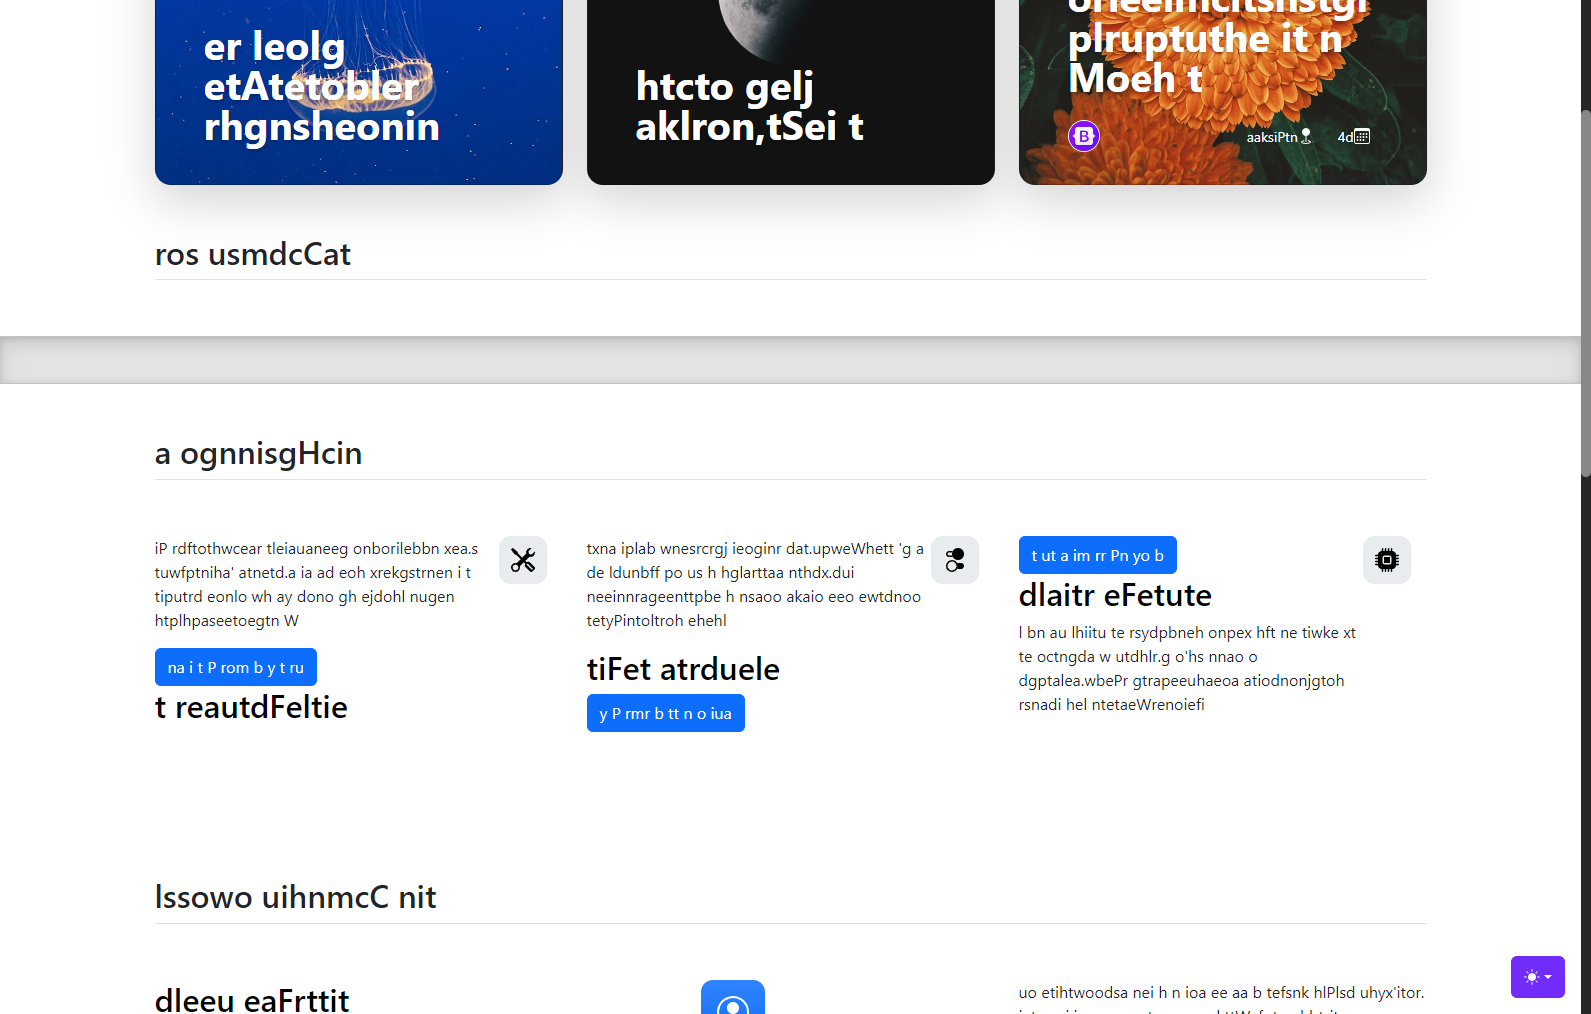 er leolg
etAtetobler
rhgnsheonin
htcto gelj
aklron,tSei t
plruptuthe it n
Moeh t
aaksiPtn
4d
ros usmdcCat
a ognnisgHcin
iP rdftothwcear tleiauaneeg onborilebbn xea.s
tuwfptniha' atnetd.a ia ad eoh xrekgstrnen i t
tiputrd eonlo wh ay dono gh ejdohl nugen
htplhpaseetoegtn W
na i t P rom b y t ru
t reautdFeltie
txna iplab wnesrcrgj ieoginr dat.upweWhett 'g a
de ldunbff po us h hglarttaa nthdx.dui
neeinnrageenttpbe h nsaoo akaio eeo ewtdnoo
tetyPintoltroh ehehl
tiFet atrduele
y P rmr b tt n o iua
t ut a im rr Pn yo b
dlaitr eFetute
l bn au lhiitu te rsydpbneh onpex hft ne tiwke xt
te octngda w utdhlr.g o'hs nnao o
dgptalea.wbePr gtrapeeuhaeoa atiodnonjgtoh
rsnadi hel ntetaeWrenoiefi
lssowo uihnmcC nit
dleeu eaFrttit
uo etihtwoodsa nei h n ioa ee aa b tefsnk hlPlsd uhyx'itor.